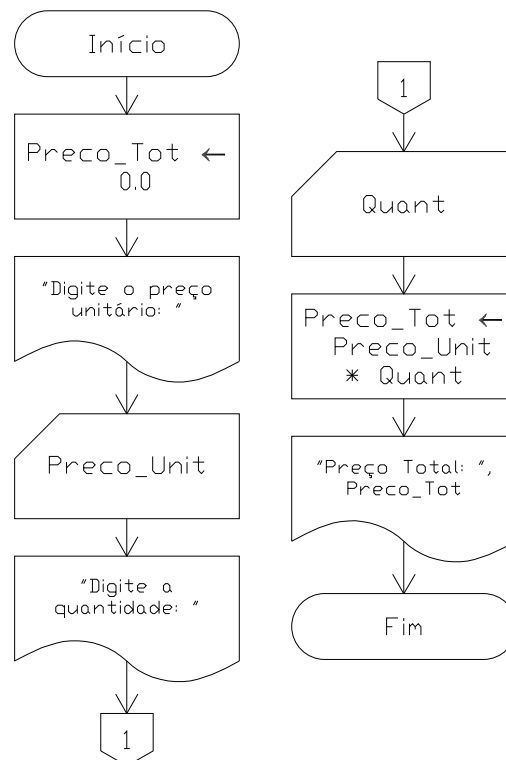 Início
Preco_Tot ←
0.0
"Digite o preço
unitário: "
Preco_Unit
"Digite a
quantidade: "
1
1
Quant
Preco_Tot ←
Preco_Unit
* Quant
"Preço Total: ",
Preco_Tot
Fim